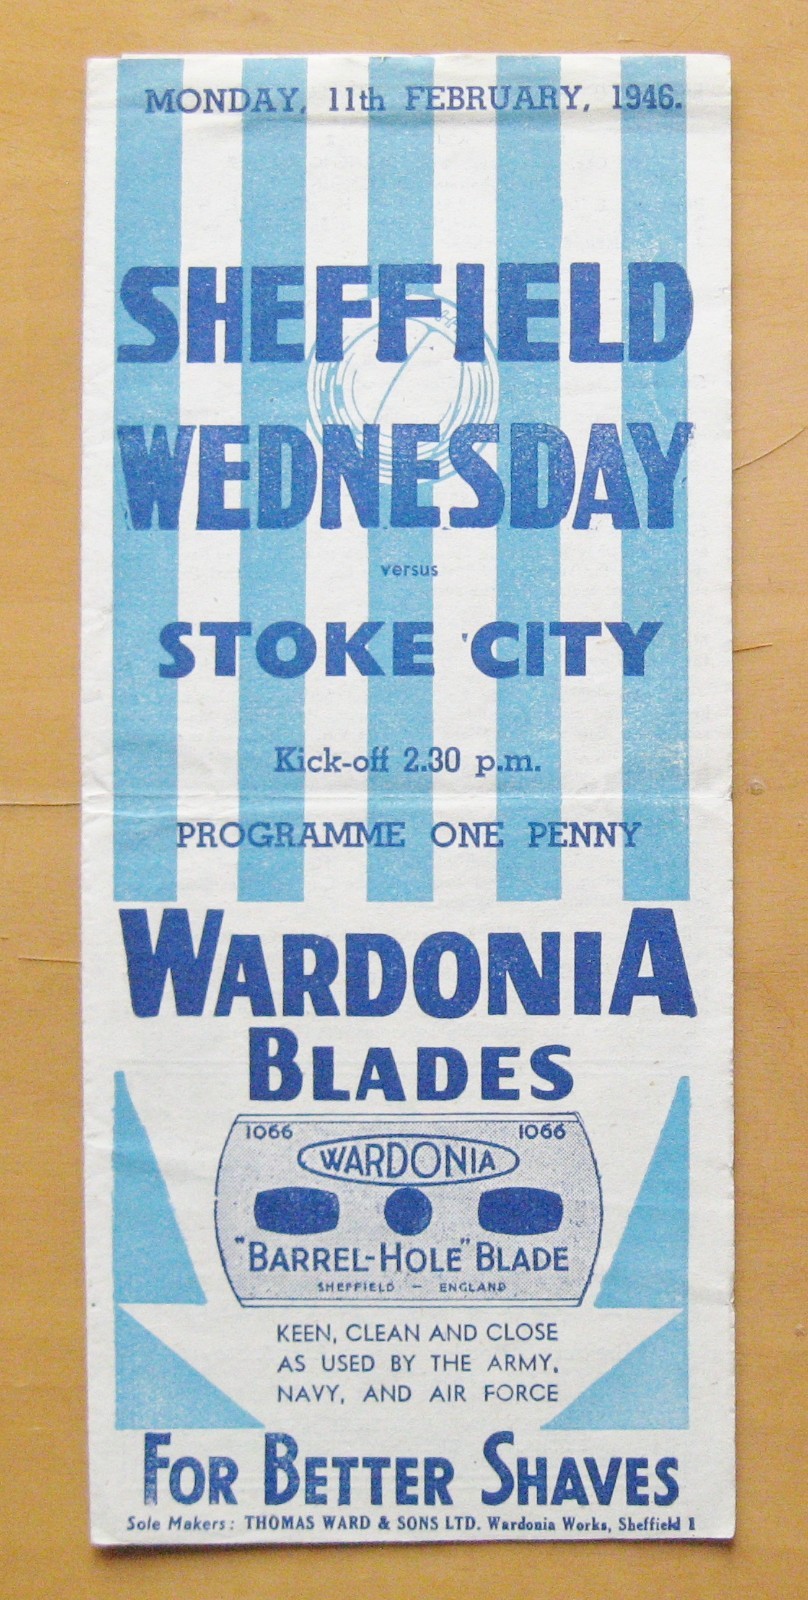 MONDAY, 11th FEBRUARY, 1946.
SHEFFIELD
WEDNESDAY
versus
STOKE CITY
Kick-off 2.30 p.m.
PROGRAMME ONE PENNY
WARDONIA
BLADES
1066 1066
WARDONIA
"BARREL-HOLE" BLADE
SHEFFIELD - ENGLAND
KEEN, CLEAN AND CLOSE
AS USED BY THE ARMY,
NAVY, AND AIR FORCE
FOR BETTER SHAVES
Sole Makers: THOMAS WARD & SONS LTD. Wardonia Works, Sheffield 1